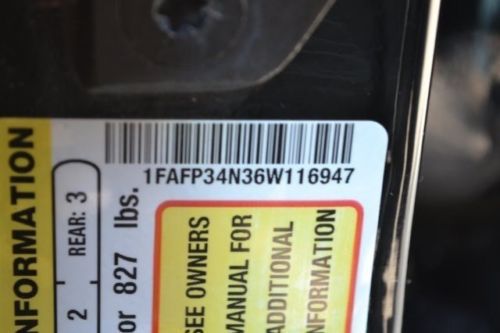 1FAFP34N36W116947
INFORMATION
REAR: 3
2
or 827 lbs.
SEE OWNERS
MANUAL FOR
ADDITIONAL
INFORMATION